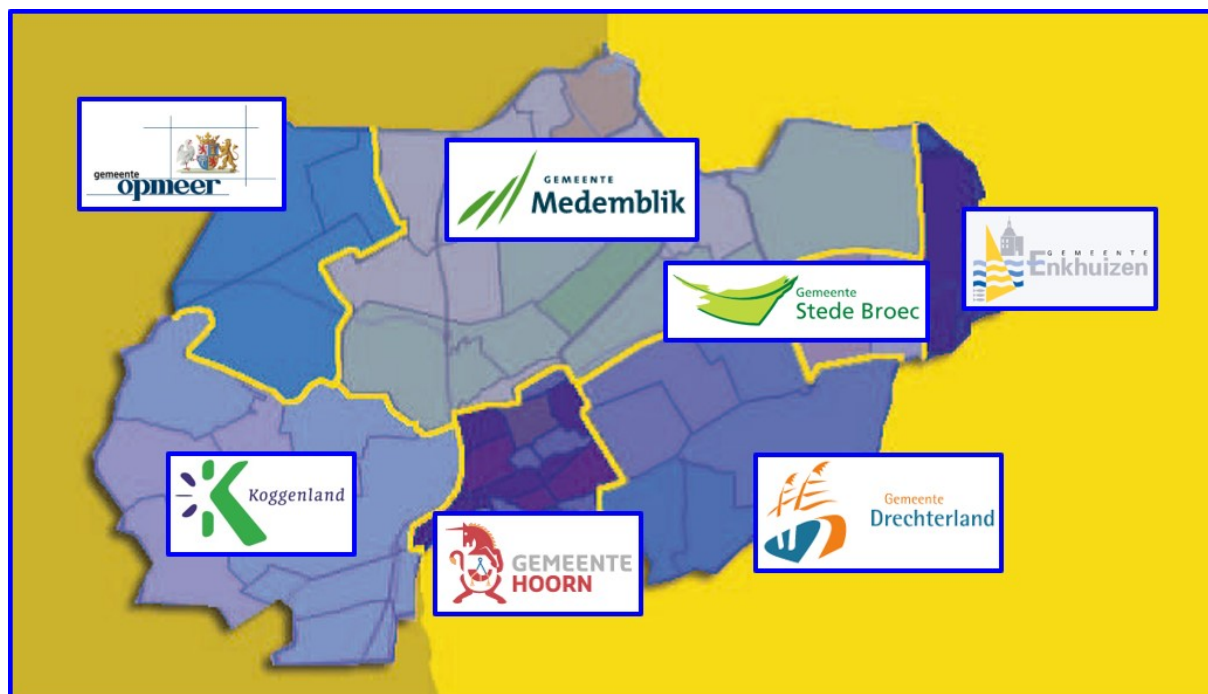 gemeente
opmeer
GEMEENTE
Medemblik
GEMEENTE
Enkhuizen
Gemeente
Stede Broec
Koggenland
GEMEENTE
HOORN
Gemeente
Drechterland